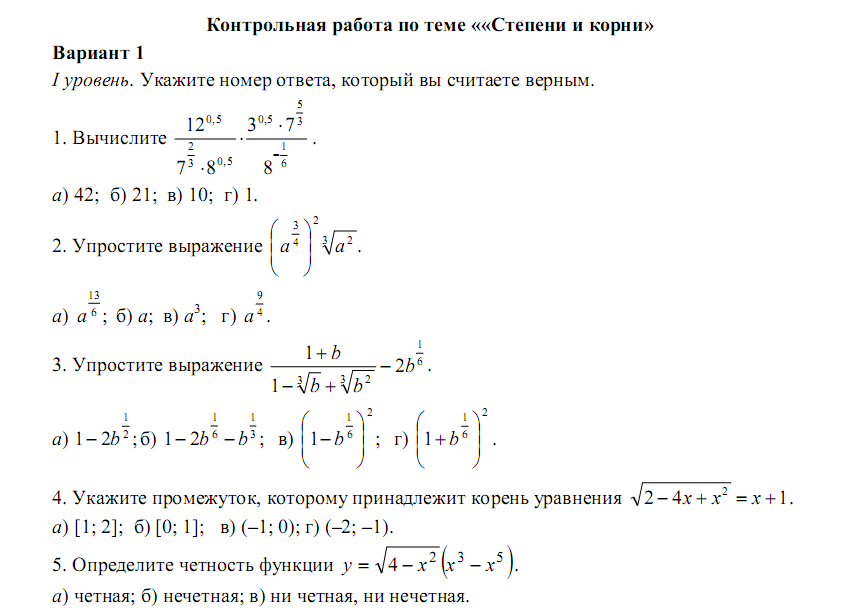 Контрольная работа по теме ««Степени и корни»
Вариант 1
I уровень. Укажите номер ответа, который вы считаете верным.
1. Вычислите \frac{12^{0,5}}{7^{\frac{2}{3}} \cdot 8^{0,5}} \cdot \frac{3^{0,5} \cdot 7^{\frac{5}{3}}}{8^{-\frac{1}{6}}}.
а) 42; б) 21; в) 10; г) 1.
2. Упростите выражение \left(a^{\frac{3}{4}}\right)^2 \sqrt[3]{a^2}.
а) a^{\frac{13}{6}}; б) a; в) a^3; г) a^{\frac{9}{4}}.
3. Упростите выражение \frac{1+b}{1-\sqrt[3]{b}+\sqrt[3]{b^2}} - 2b^{\frac{1}{6}}.
а) 1-2b^{\frac{1}{2}}; б) 1-2b^{\frac{1}{6}}-b^{\frac{1}{3}}; в) \left(1-b^{\frac{1}{6}}\right)^2; г) \left(1+b^{\frac{1}{6}}\right)^2.
4. Укажите промежуток, которому принадлежит корень уравнения \sqrt{2-4x+x^2} = x+1.
а) [1; 2]; б) [0; 1]; в) (–1; 0); г) (–2; –1).
5. Определите четность функции y = \sqrt{4-x^2}\left(x^3-x^5\right).
а) четная; б) нечетная; в) ни четная, ни нечетная.